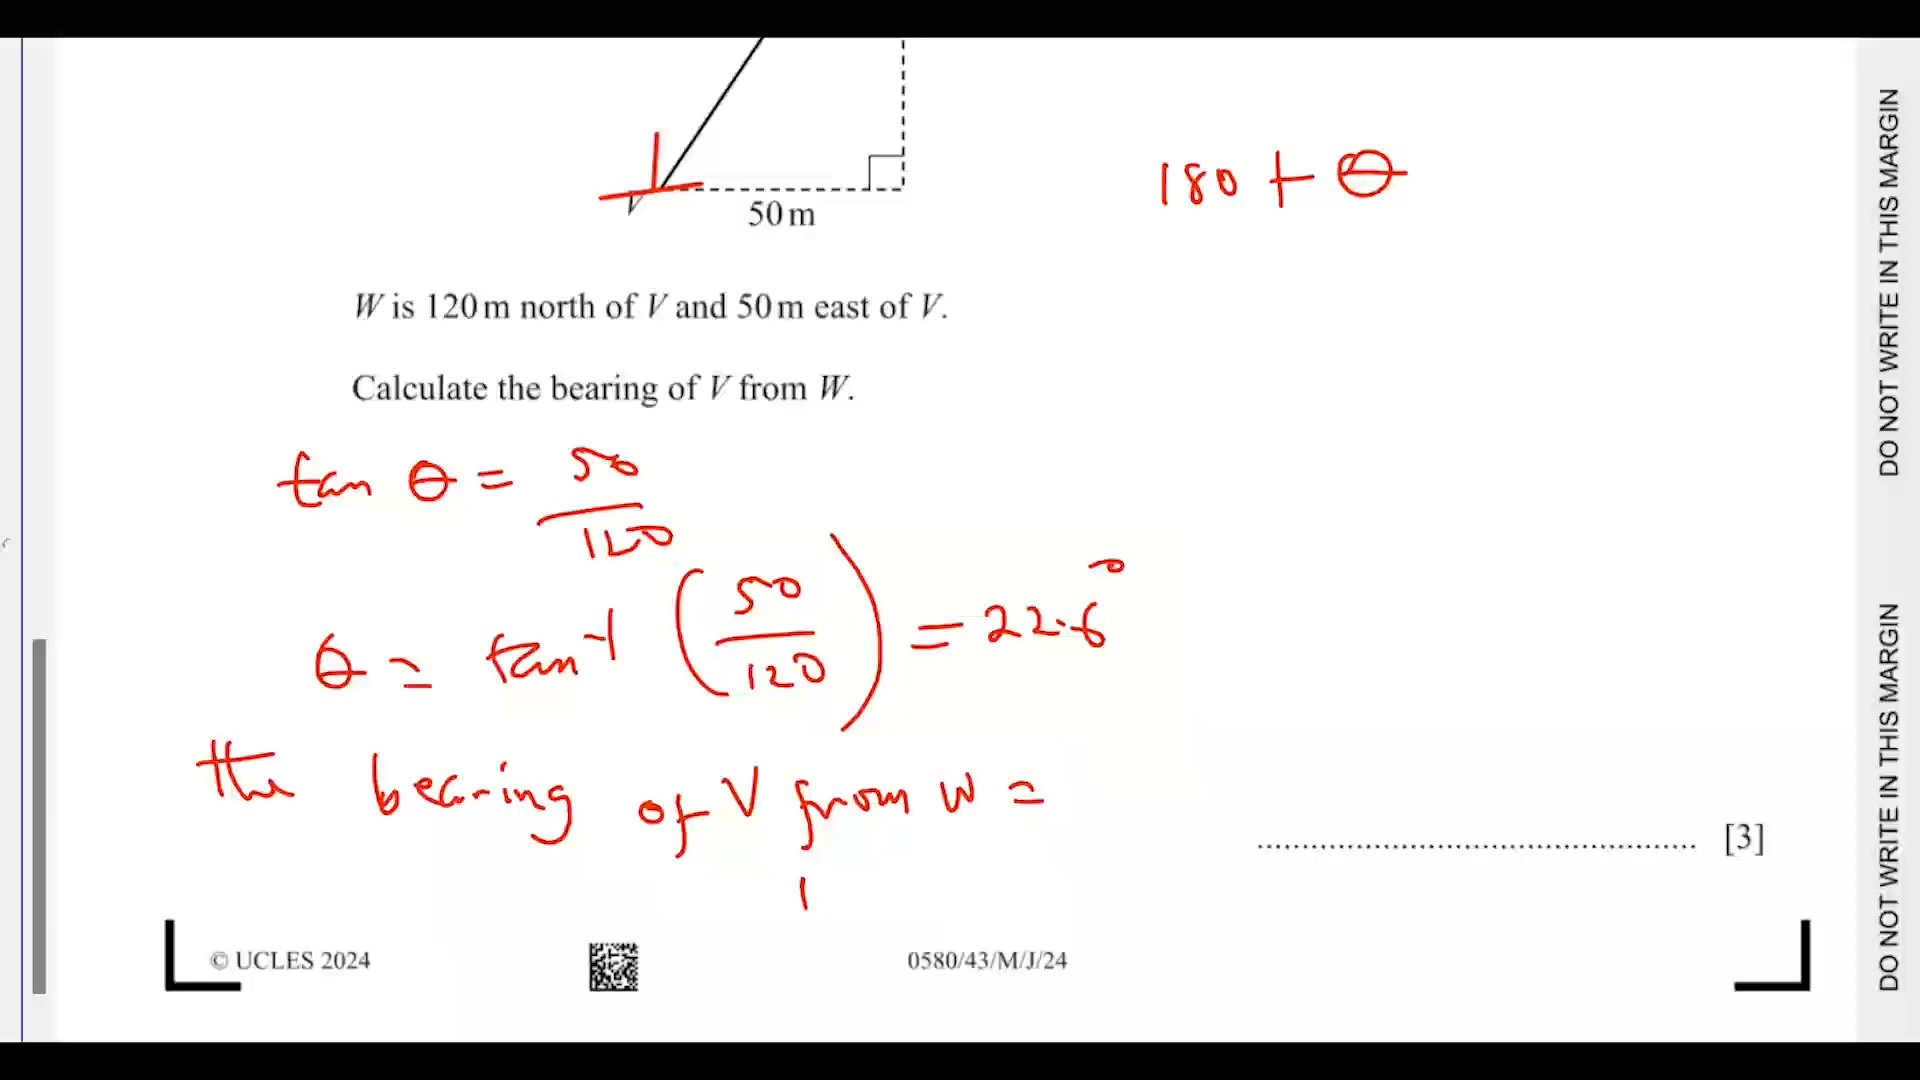 180 + θ
V
50 m
W is 120 m north of V and 50 m east of V.
Calculate the bearing of V from W.
tan θ = 50/120
θ = tan⁻¹ (50/120) = 22.6°
the bearing of V from W =
1
[3]
© UCLES 2024
0580/43/M/J/24
DO NOT WRITE IN THIS MARGIN
DO NOT WRITE IN THIS MARGIN